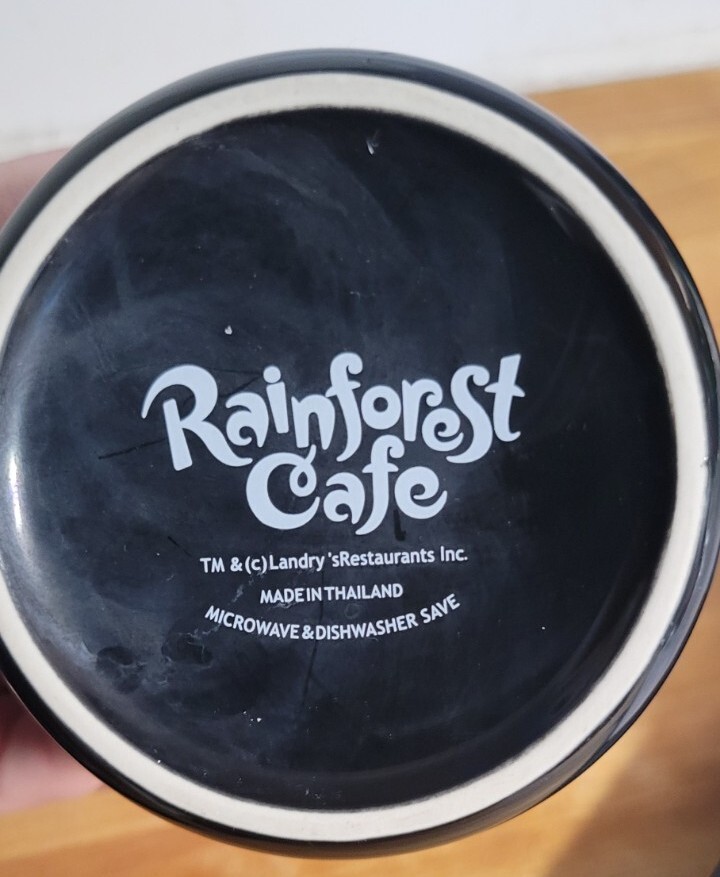 Rainforest
Cafe
TM & (c) Landry 'sRestaurants Inc.
MADE IN THAILAND
MICROWAVE & DISHWASHER SAVE